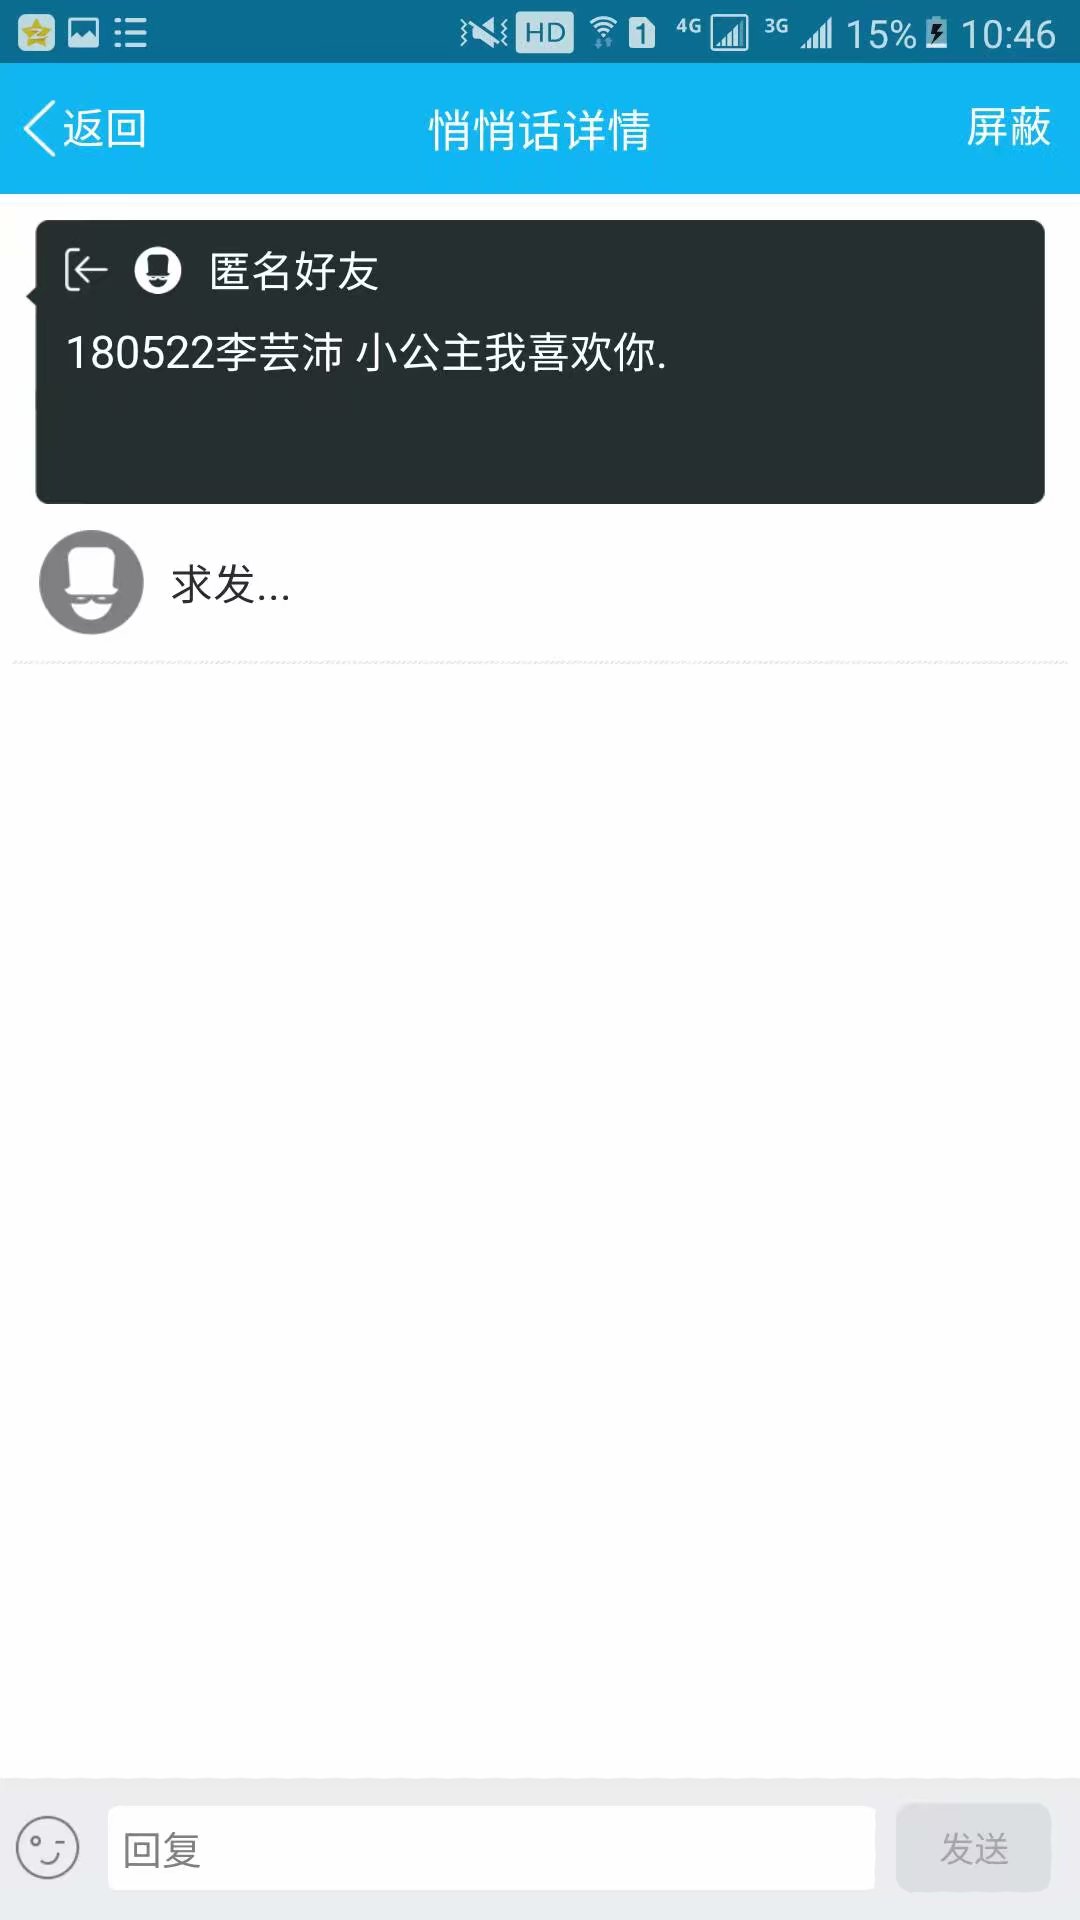 HD 1 4G 3G 15% 10:46
返回 悄悄话详情 屏蔽
匿名好友
180522李芸沛 小公主我喜欢你.
求发...
回复 发送